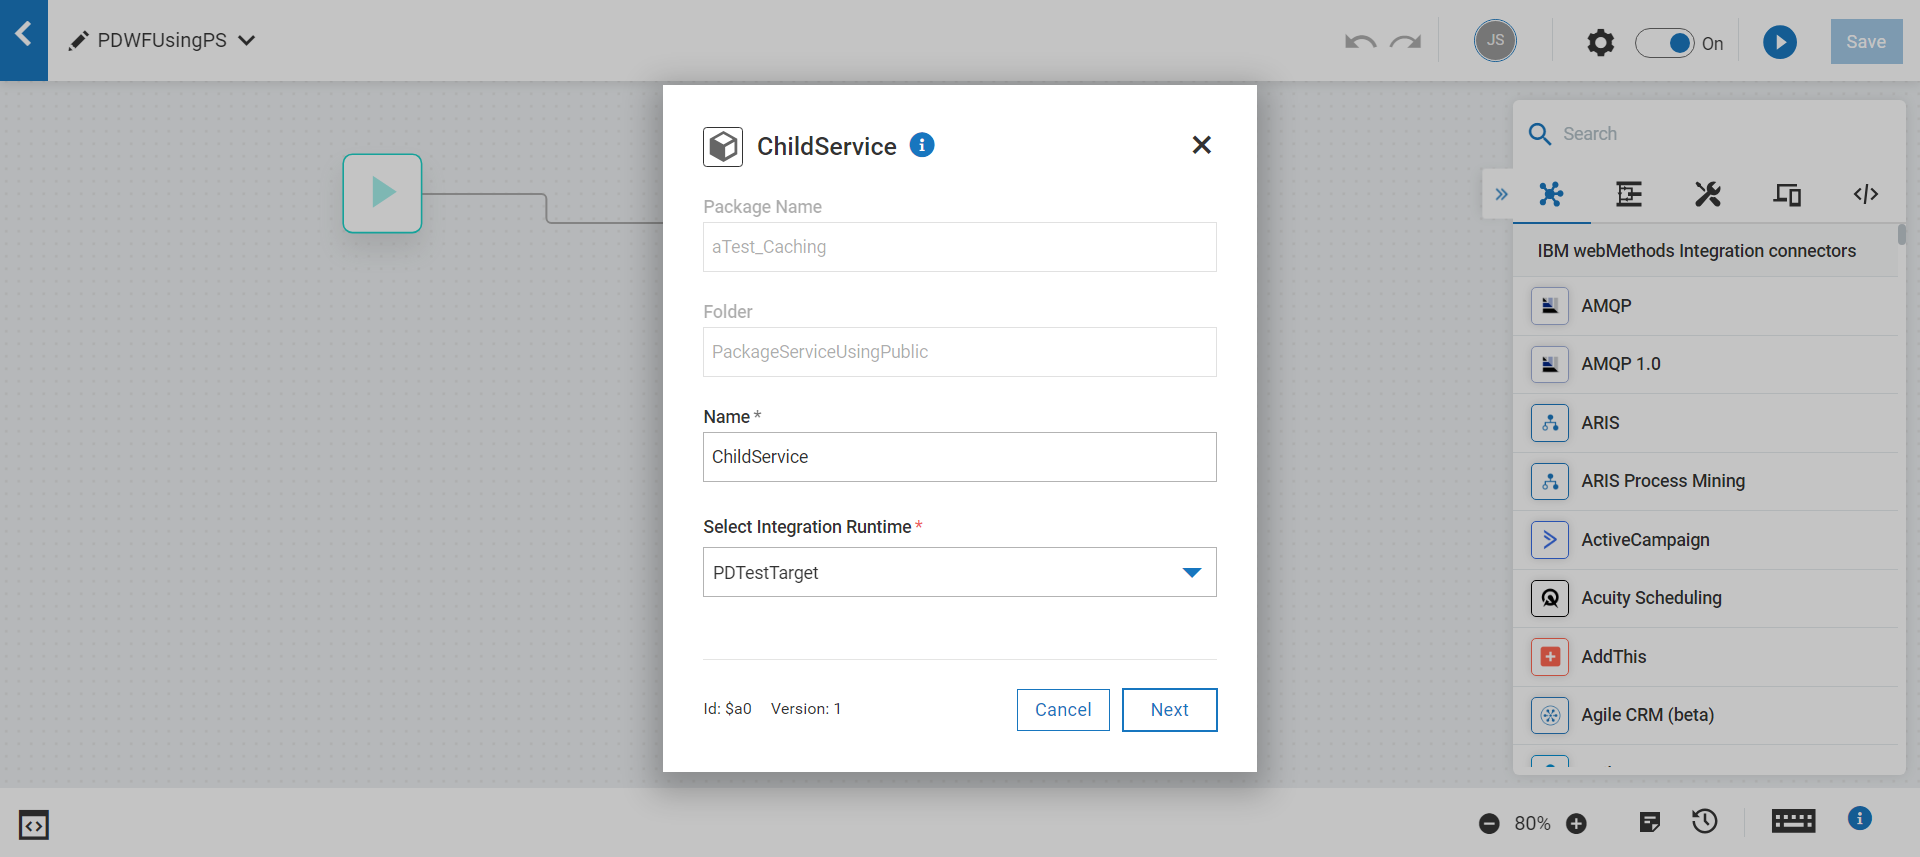 PDWFUsingPS
JS
On
Save
ChildService
Package Name
aTest_Caching
Folder
PackageServiceUsingPublic
Name *
ChildService
Select Integration Runtime *
PDTestTarget
Id: $a0 Version: 1
Cancel
Next
Search
IBM webMethods Integration connectors
AMQP
AMQP 1.0
ARIS
ARIS Process Mining
ActiveCampaign
Acuity Scheduling
AddThis
Agile CRM (beta)
80%